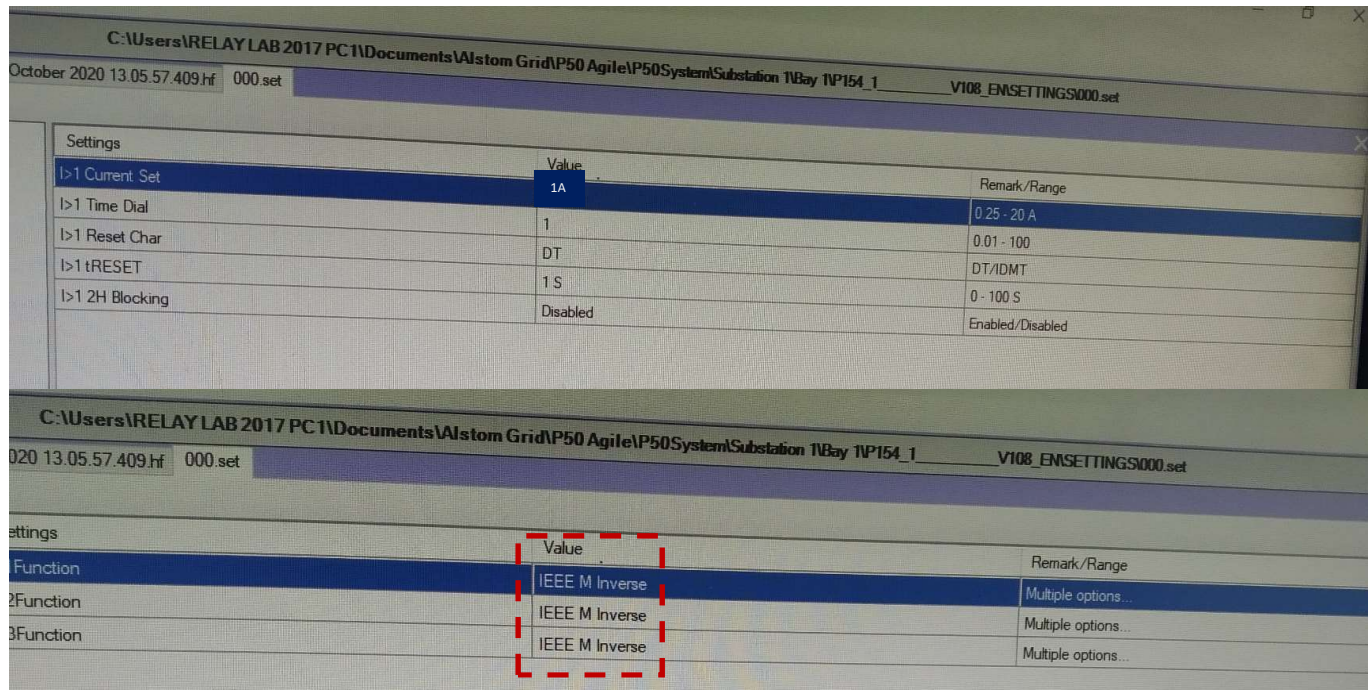 C:\Users\RELAY LAB 2017 PC1\Documents\Alstom Grid\P50 Agile\P50System\Substation 1\Bay 1\P154_1________V108_EN\SETTINGS\000.set
October 2020 13.05.57.409.hf 000.set
Settings Value Remark/Range
I>1 Current Set 1A 0.25 - 20 A
I>1 Time Dial 1 0.01 - 100
I>1 Reset Char DT DT/IDMT
I>1 tRESET 1 S 0 - 100 S
I>1 2H Blocking Disabled Enabled/Disabled
C:\Users\RELAY LAB 2017 PC1\Documents\Alstom Grid\P50 Agile\P50System\Substation 1\Bay 1\P154_1________V108_EN\SETTINGS\000.set
020 13.05.57.409.hf 000.set
ettings Value Remark/Range
Function IEEE M Inverse Multiple options...
2Function IEEE M Inverse Multiple options...
3Function IEEE M Inverse Multiple options...